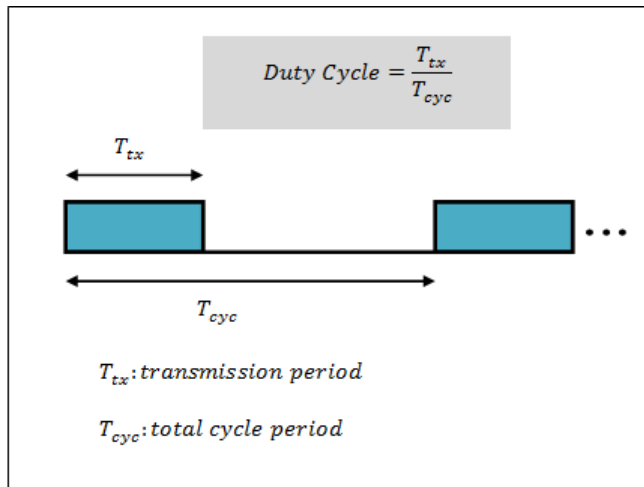 Duty Cycle = T_tx / T_cyc
T_tx
...
T_cyc
T_tx: transmission period
T_cyc: total cycle period